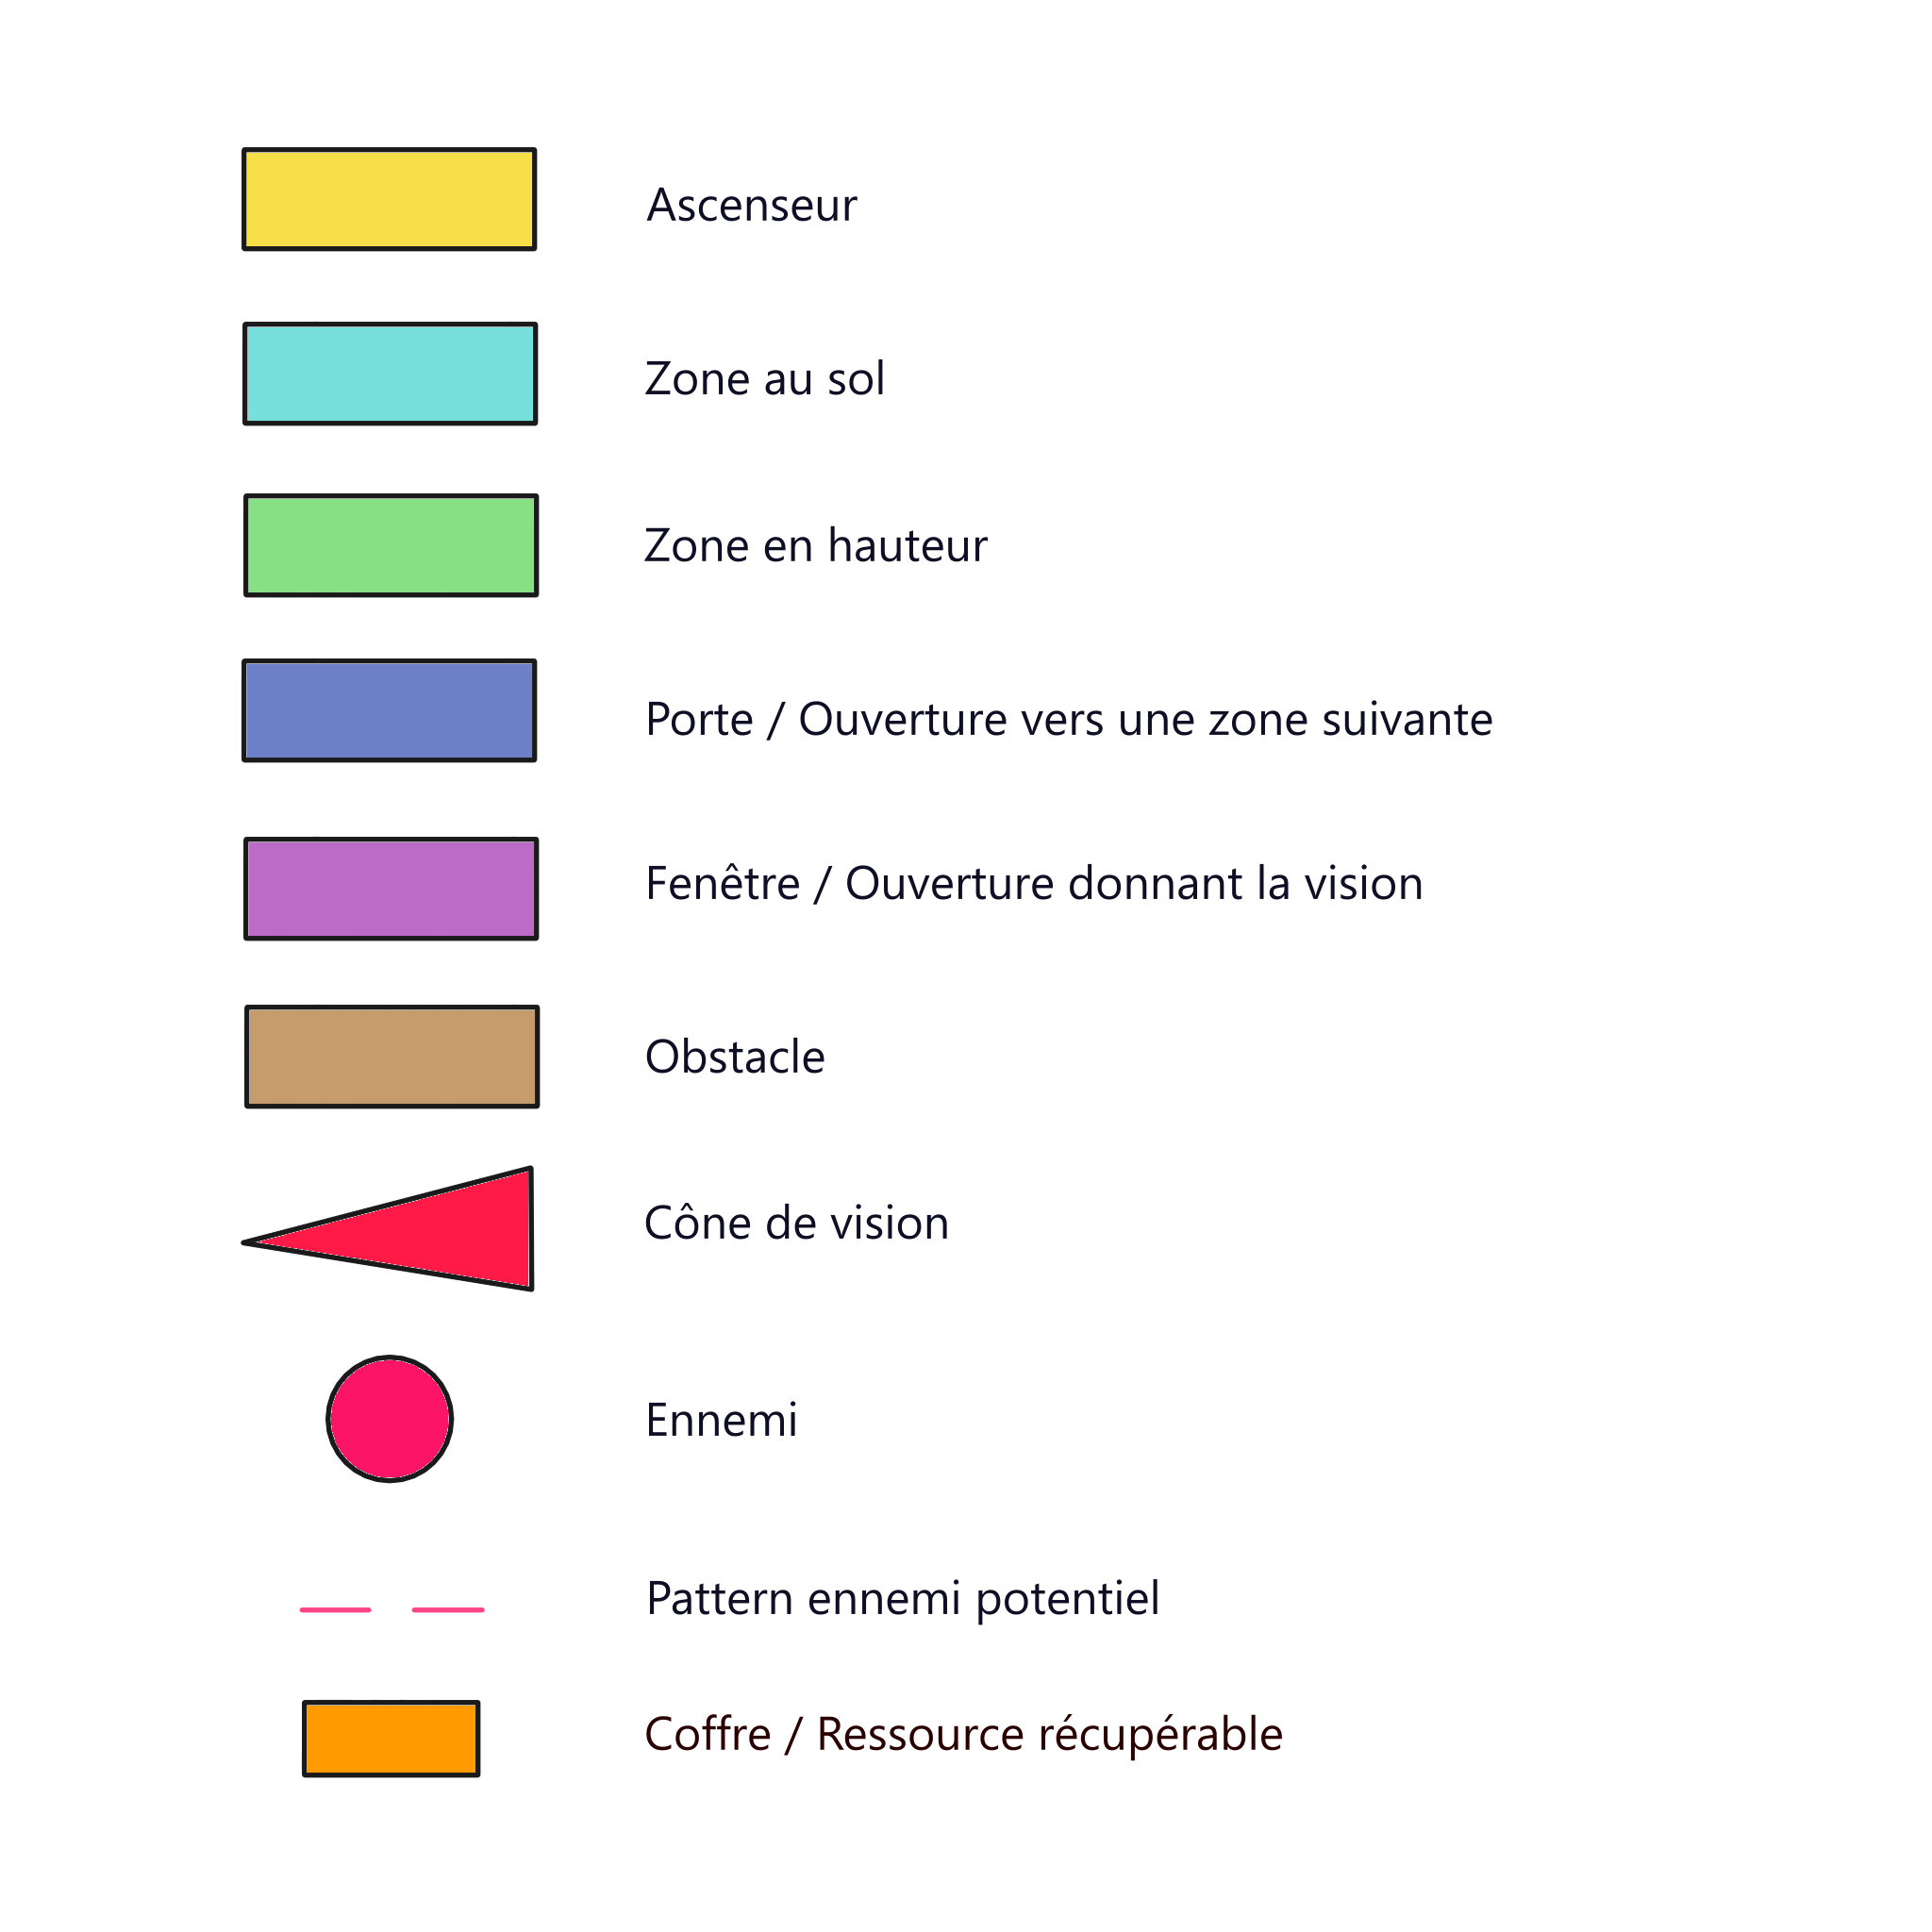 Ascenseur
Zone au sol
Zone en hauteur
Porte / Ouverture vers une zone suivante
Fenêtre / Ouverture donnant la vision
Obstacle
Cône de vision
Ennemi
Pattern ennemi potentiel
Coffre / Ressource récupérable